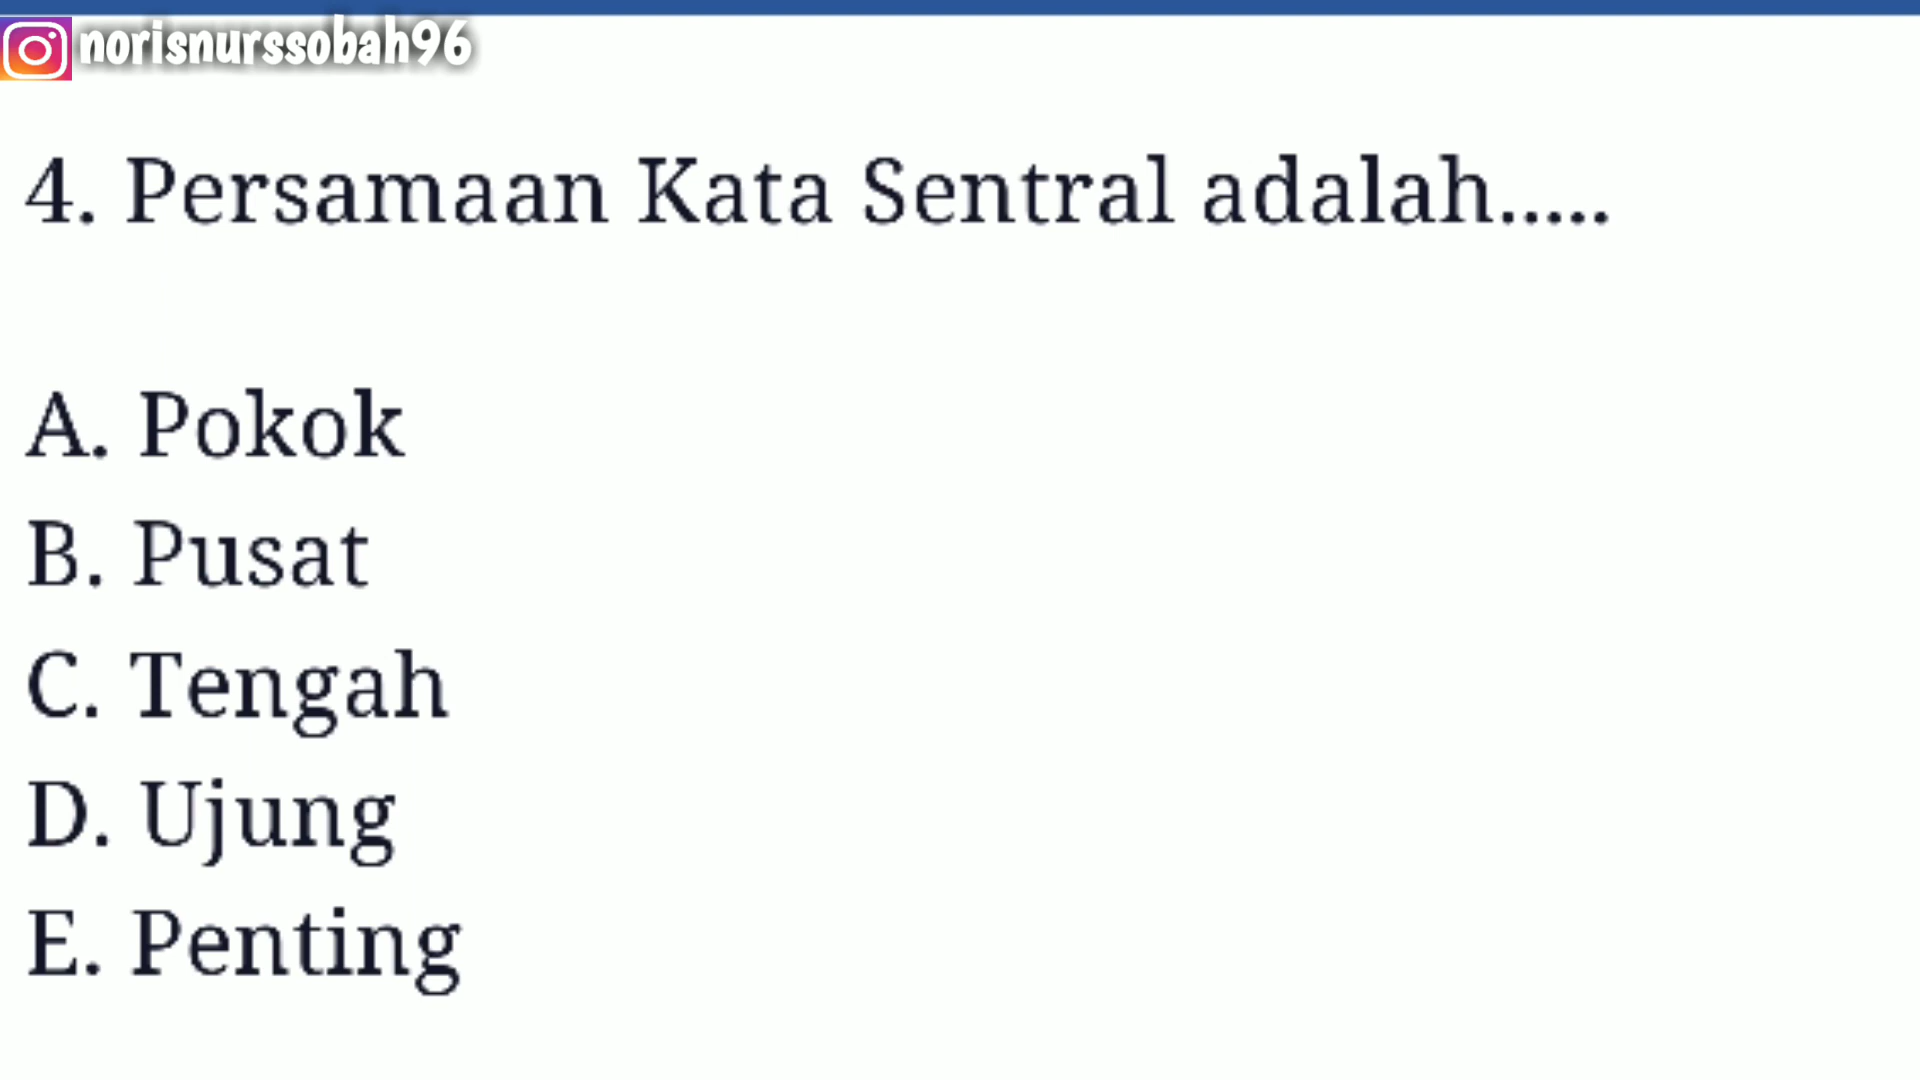 norisnurssobah96
4. Persamaan Kata Sentral adalah.....
A. Pokok
B. Pusat
C. Tengah
D. Ujung
E. Penting